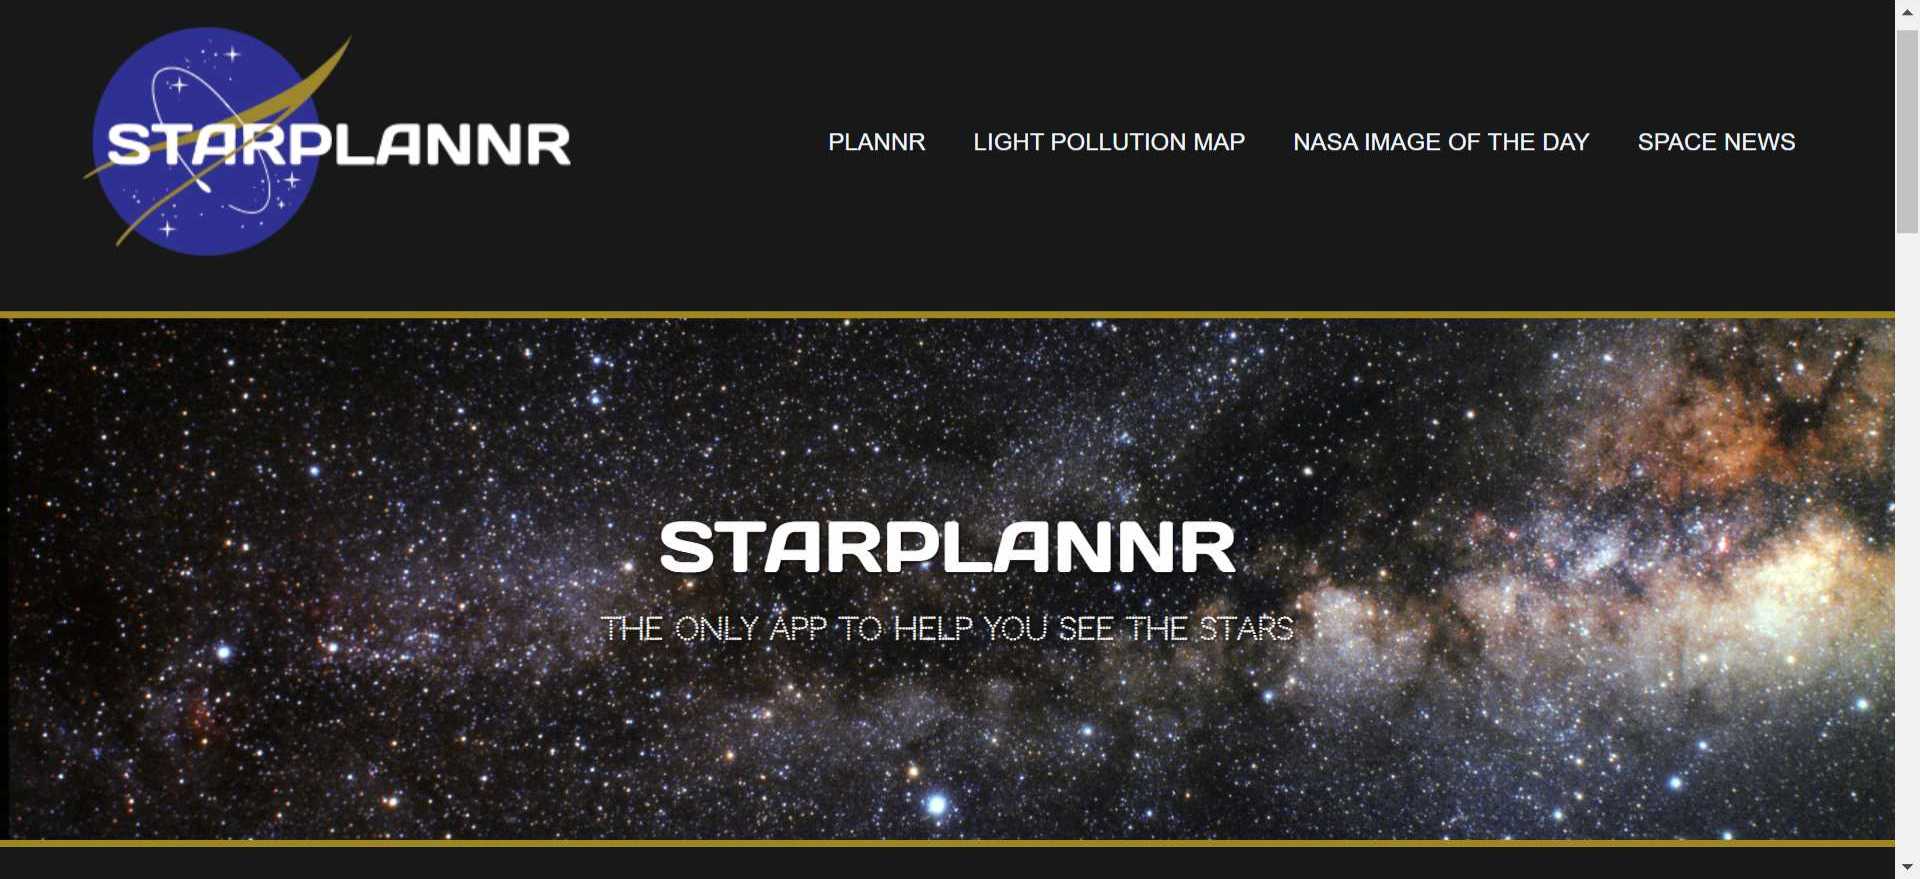 STARPLANNR
PLANNR LIGHT POLLUTION MAP NASA IMAGE OF THE DAY SPACE NEWS
STARPLANNR
THE ONLY APP TO HELP YOU SEE THE STARS